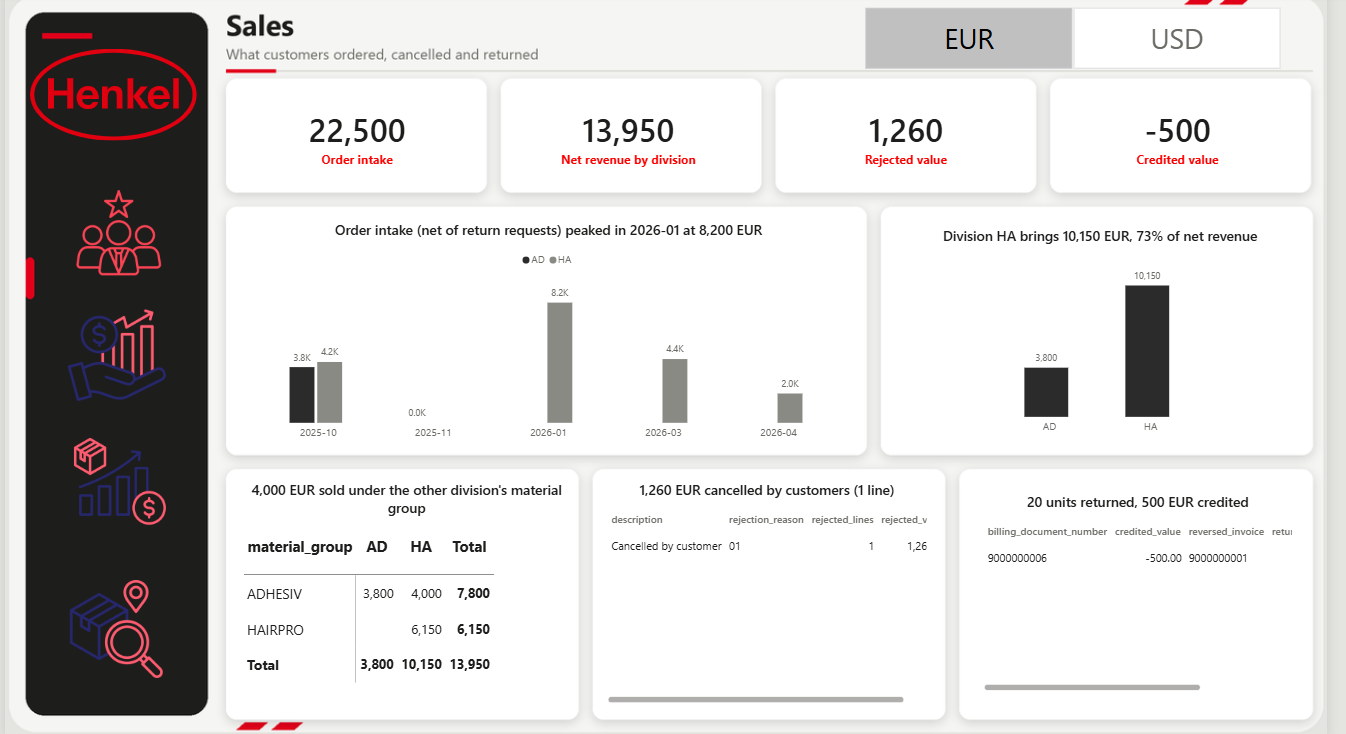 Henkel
Sales
What customers ordered, cancelled and returned
EUR
USD
22,500
Order intake
13,950
Net revenue by division
1,260
Rejected value
-500
Credited value
Order intake (net of return requests) peaked in 2026-01 at 8,200 EUR
AD HA
8.2K
3.8K
4.2K
4.4K
2.0K
0.0K
2025-10
2025-11
2026-01
2026-03
2026-04
Division HA brings 10,150 EUR, 73% of net revenue
10,150
3,800
AD
HA
4,000 EUR sold under the other division's material
group
material_group AD HA Total
ADHESIV 3,800 4,000 7,800
HAIRPRO 6,150 6,150
Total 3,800 10,150 13,950
1,260 EUR cancelled by customers (1 line)
description rejection_reason rejected_lines rejected_v
Cancelled by customer 01 1 1,26
20 units returned, 500 EUR credited
billing_document_number credited_value reversed_invoice retu
9000000006 -500.00 9000000001